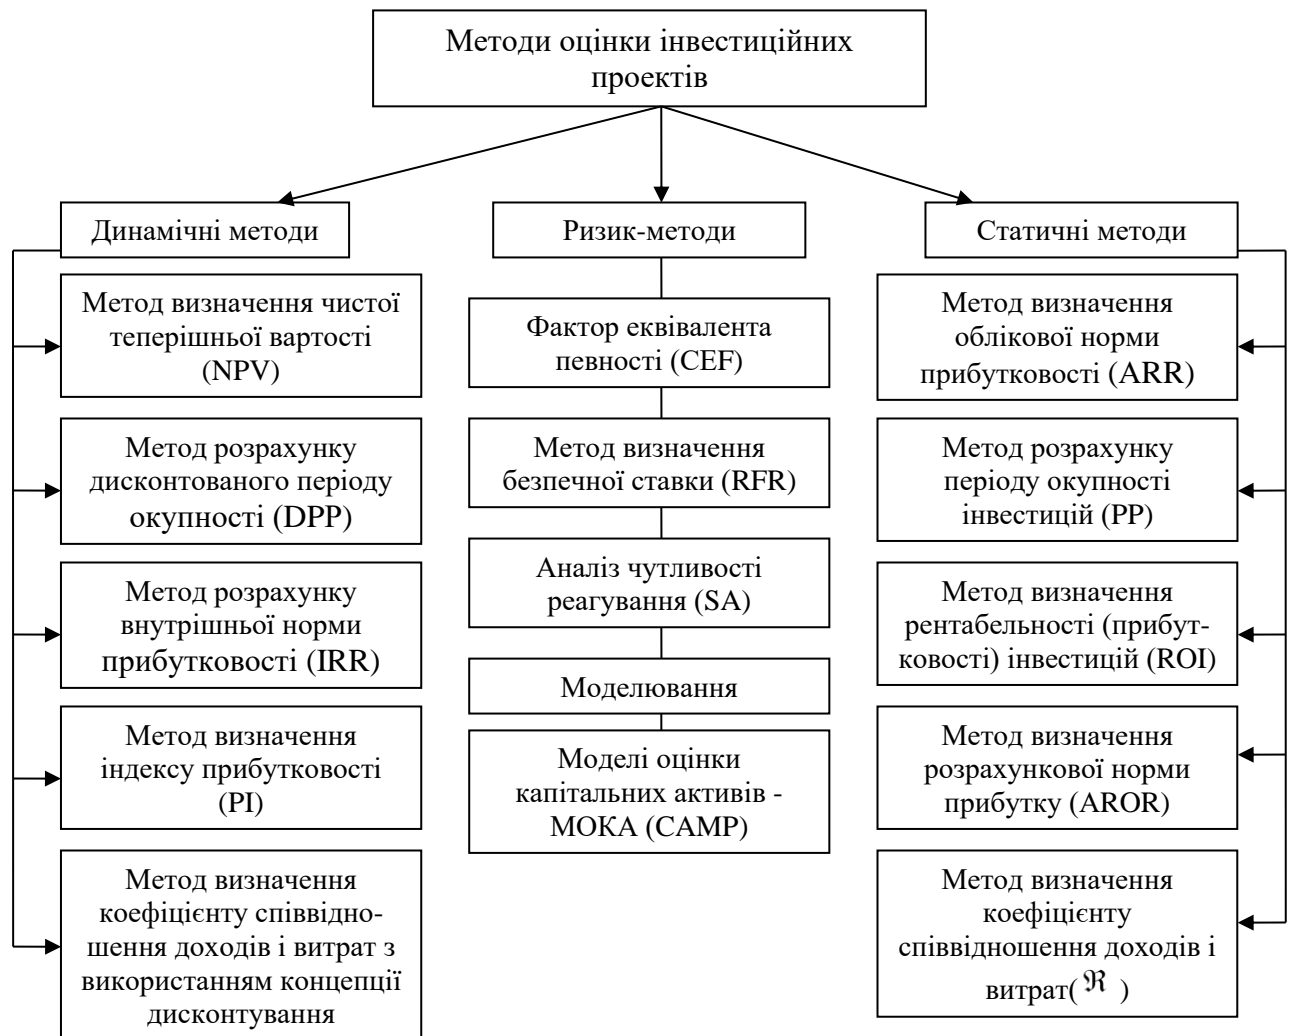 Методи оцінки інвестиційних
проектів
Динамічні методи
Метод визначення чистої
теперішньої вартості
(NPV)
Метод розрахунку
дисконтованого періоду
окупності (DPP)
Метод розрахунку
внутрішньої норми
прибутковості (IRR)
Метод визначення
індексу прибутковості
(PI)
Метод визначення
коефіцієнту співвідно-
шення доходів і витрат з
використанням концепції
дисконтування
Ризик-методи
Фактор еквівалента
певності (CEF)
Метод визначення
безпечної ставки (RFR)
Аналіз чутливості
реагування (SA)
Моделювання
Моделі оцінки
капітальних активів -
МОКА (CAMP)
Статичні методи
Метод визначення
облікової норми
прибутковості (ARR)
Метод розрахунку
періоду окупності
інвестицій (PP)
Метод визначення
рентабельності (прибут-
ковості) інвестицій (ROI)
Метод визначення
розрахункової норми
прибутку (AROR)
Метод визначення
коефіцієнту
співвідношення доходів і
витрат( ℜ )